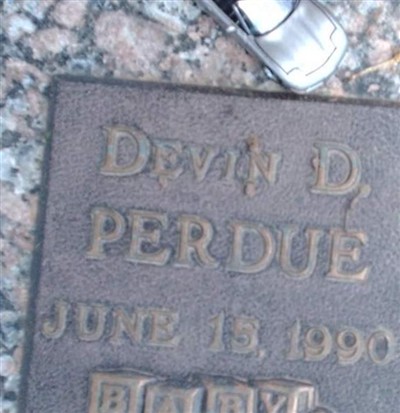 DEVIN D.
PERDUE
JUNE 15, 1990
BABY